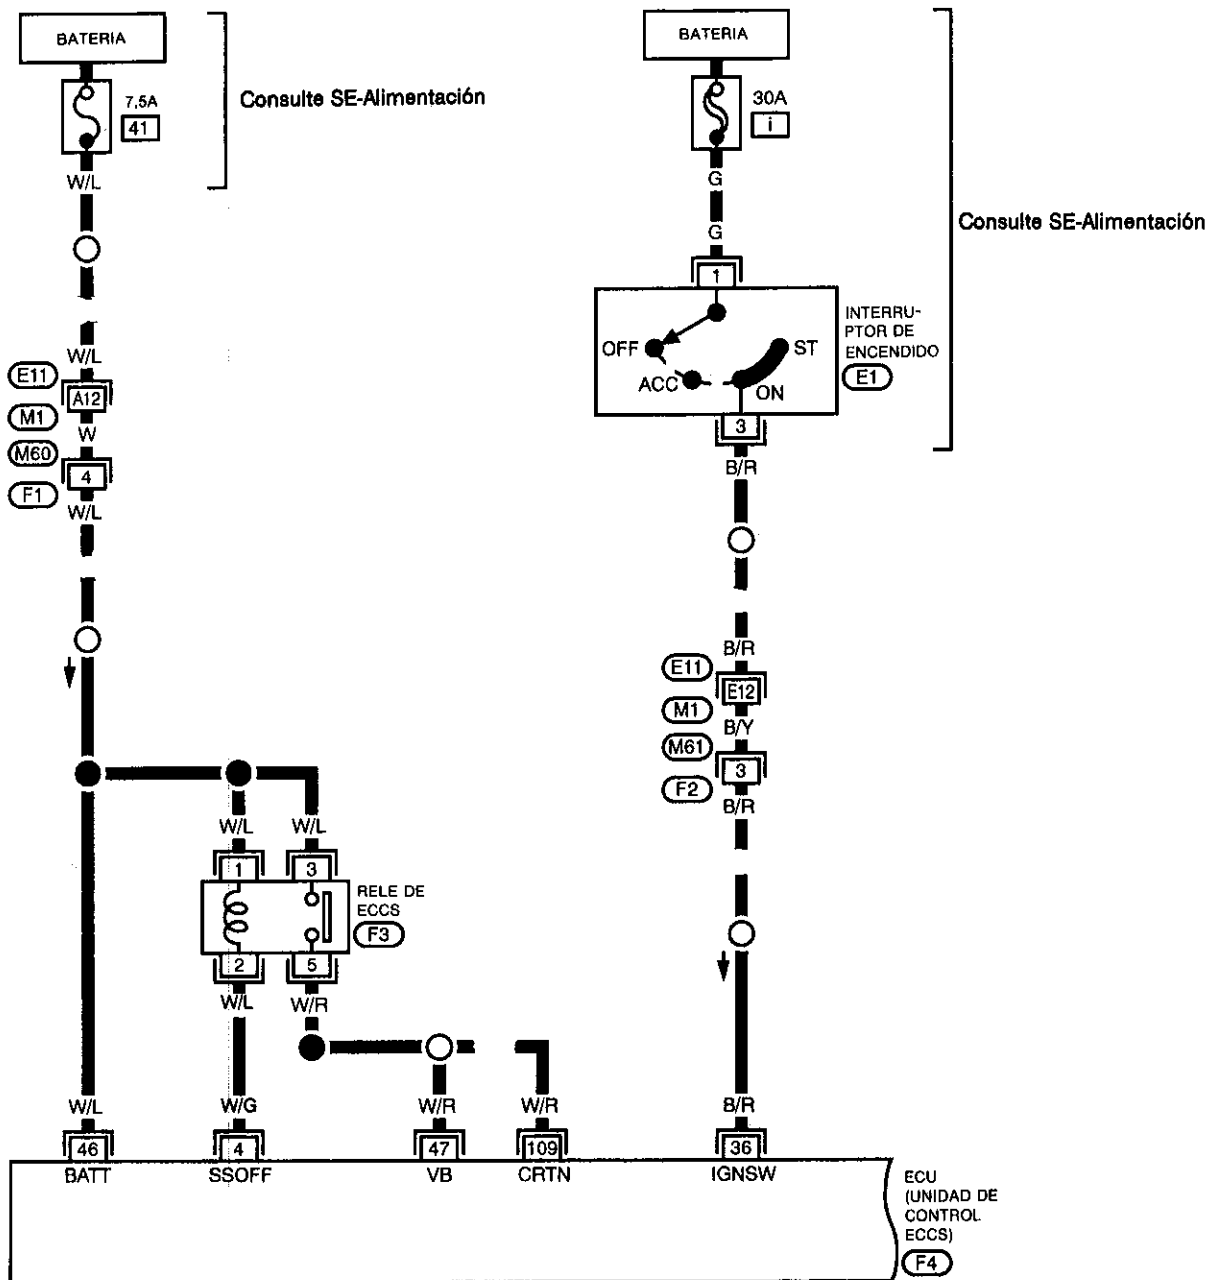 BATERIA
7,5A
41
Consulte SE-Alimentación
W/L
W/L
E11
A12
M1
W
M60
4
F1
W/L
BATERIA
30A
i
Consulte SE-Alimentación
G
G
1
INTERRU-
PTOR DE
ENCENDIDO
E1
OFF
ST
ACC
ON
3
B/R
B/R
E11
E12
M1
B/Y
M61
3
F2
B/R
W/L
W/L
1
3
RELE DE
ECCS
F3
2
5
W/L
W/R
W/L
W/G
W/R
W/R
B/R
46
4
47
109
36
BATT
SSOFF
VB
CRTN
IGNSW
ECU
(UNIDAD DE
CONTROL
ECCS)
F4